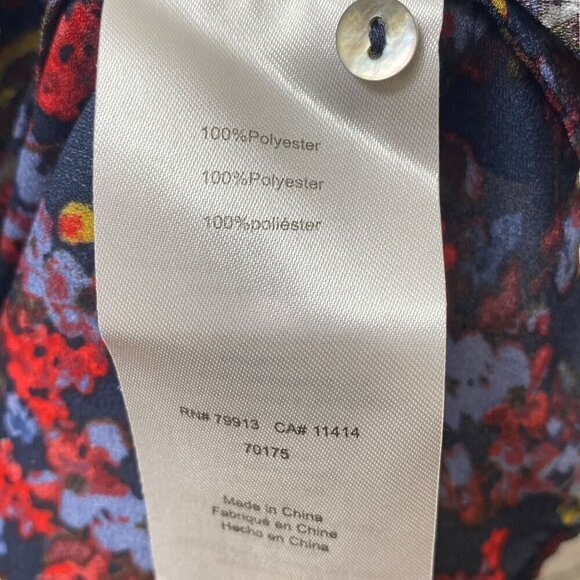 100%Polyester
100%Polyester
100%poliéster
RN# 79913 CA# 11414
70175
Made in China
Fabriqué en Chine
Hecho en China